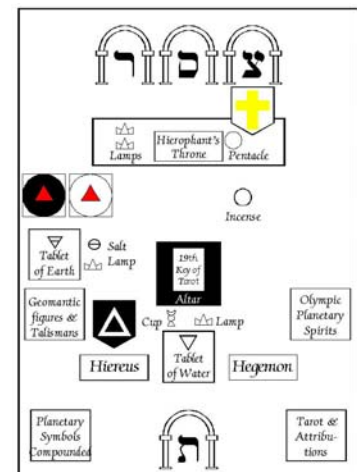 צ ס ר
Lamps
Hierophant's
Throne
Pentacle
Incense
Tablet
of Earth
Salt
Lamp
19th
Key of
Tarot
Altar
Geomantic
figures &
Talismans
Olympic
Planetary
Spirits
Cup
Lamp
Hiereus
Tablet
of Water
Hegemon
Planetary
Symbols
Compounded
ת
Tarot &
Attribu-
tions